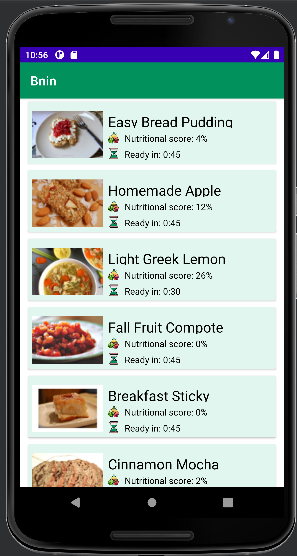 10:56
Bnin
Easy Bread Pudding
Nutritional score: 4%
Ready in: 0:45
Homemade Apple
Nutritional score: 12%
Ready in: 0:45
Light Greek Lemon
Nutritional score: 26%
Ready in: 0:30
Fall Fruit Compote
Nutritional score: 0%
Ready in: 0:45
Breakfast Sticky
Nutritional score: 0%
Ready in: 0:45
Cinnamon Mocha
Nutritional score: 2%